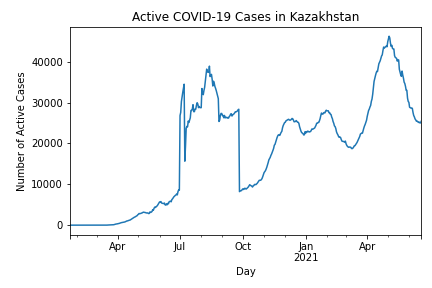 Active COVID-19 Cases in Kazakhstan
Number of Active Cases
40000
30000
20000
10000
0
Apr Jul Oct Jan Apr
2021
Day